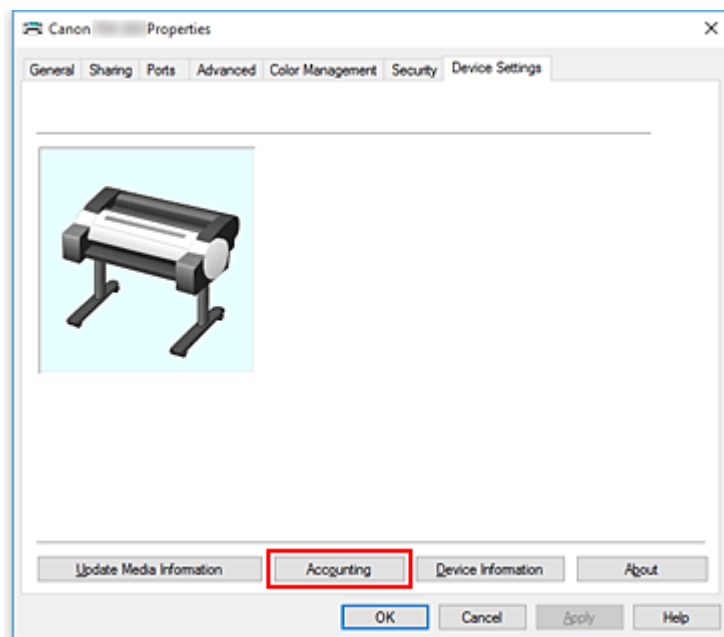 Canon Properties
General Sharing Ports Advanced Color Management Security Device Settings
Update Media Information Accounting Device Information About
OK Cancel Apply Help